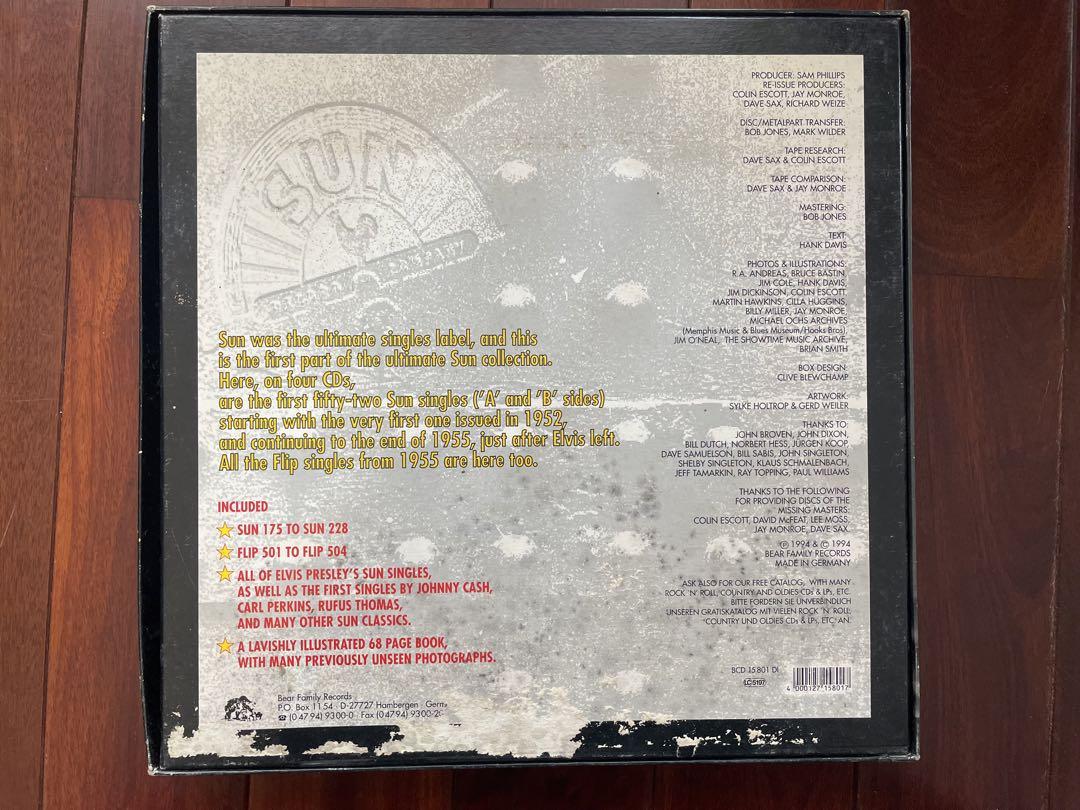 SUN
Sun was the ultimate singles label, and this
is the first part of the ultimate Sun collection.
Here, on four CDs,
are the first fifty-two Sun singles ('A' and 'B' sides)
starting with the very first one issued in 1952,
and continuing to the end of 1955, just after Elvis left.
All the Flip singles from 1955 are here too.
INCLUDED
SUN 175 TO SUN 228
FLIP 501 TO FLIP 504
ALL OF ELVIS PRESLEY'S SUN SINGLES,
AS WELL AS THE FIRST SINGLES BY JOHNNY CASH,
CARL PERKINS, RUFUS THOMAS,
AND MANY OTHER SUN CLASSICS.
A LAVISHLY ILLUSTRATED 68 PAGE BOOK,
WITH MANY PREVIOUSLY UNSEEN PHOTOGRAPHS.
Bear Family Records
P.O. Box 1154 · D-27727 Hambergen ·
☎ (04794) 9300-0 · Fax (04794) 9300-
PRODUCER: SAM PHILLIPS
RE-ISSUE PRODUCERS:
COLIN ESCOTT, JAY MONROE,
DAVE SAX, RICHARD WEIZE
DISC/METALPART TRANSFER:
BOB JONES, MARK WILDER
TAPE RESEARCH:
DAVE SAX & COLIN ESCOTT
TAPE COMPARISON:
DAVE SAX & JAY MONROE
MASTERING:
BOB JONES
TEXT:
HANK DAVIS
PHOTOS & ILLUSTRATIONS:
R.A. ANDREAS, BRUCE BASTIN,
JIM COLE, HANK DAVIS,
JIM DICKINSON, COLIN ESCOTT,
MARTIN HAWKINS, CILLA HUGGINS,
BILLY MILLER, JAY MONROE,
MICHAEL OCHS ARCHIVES
(Memphis Music & Blues Museum/Hooks Bros),
JIM O'NEAL, THE SHOWTIME MUSIC ARCHIVE,
BRIAN SMITH
BOX DESIGN:
CLIVE BLEWCHAMP
ARTWORK:
SYLKE HOLTROP & GERD WEILER
THANKS TO:
JOHN BROVEN, JOHN DIXON,
BILL DUTCH, NORBERT HESS, JÜRGEN KOOP,
DAVE SAMUELSON, BILL SABIS, JOHN SINGLETON,
SHELBY SINGLETON, KLAUS SCHMALENBACH,
JEFF TAMARKIN, RAY TOPPING, PAUL WILLIAMS
THANKS TO THE FOLLOWING
FOR PROVIDING DISCS OF THE
MISSING MASTERS:
COLIN ESCOTT, DAVID McFEAT, LEE MOSS,
JAY MONROE, DAVE SAX.
℗ 1994 & © 1994
BEAR FAMILY RECORDS
MADE IN GERMANY
ASK ALSO FOR OUR FREE CATALOG, WITH MANY
ROCK 'N' ROLL, COUNTRY AND OLDIES CDs & LPs, ETC.
BITTE FORDERN SIE UNVERBINDLICH
UNSEREN GRATISKATALOG MIT VIELEN ROCK 'N' ROLL,
COUNTRY UND OLDIES CDs & LPs, ETC. AN.
BCD 15 801 DI
LC 5197
4 000127 158017